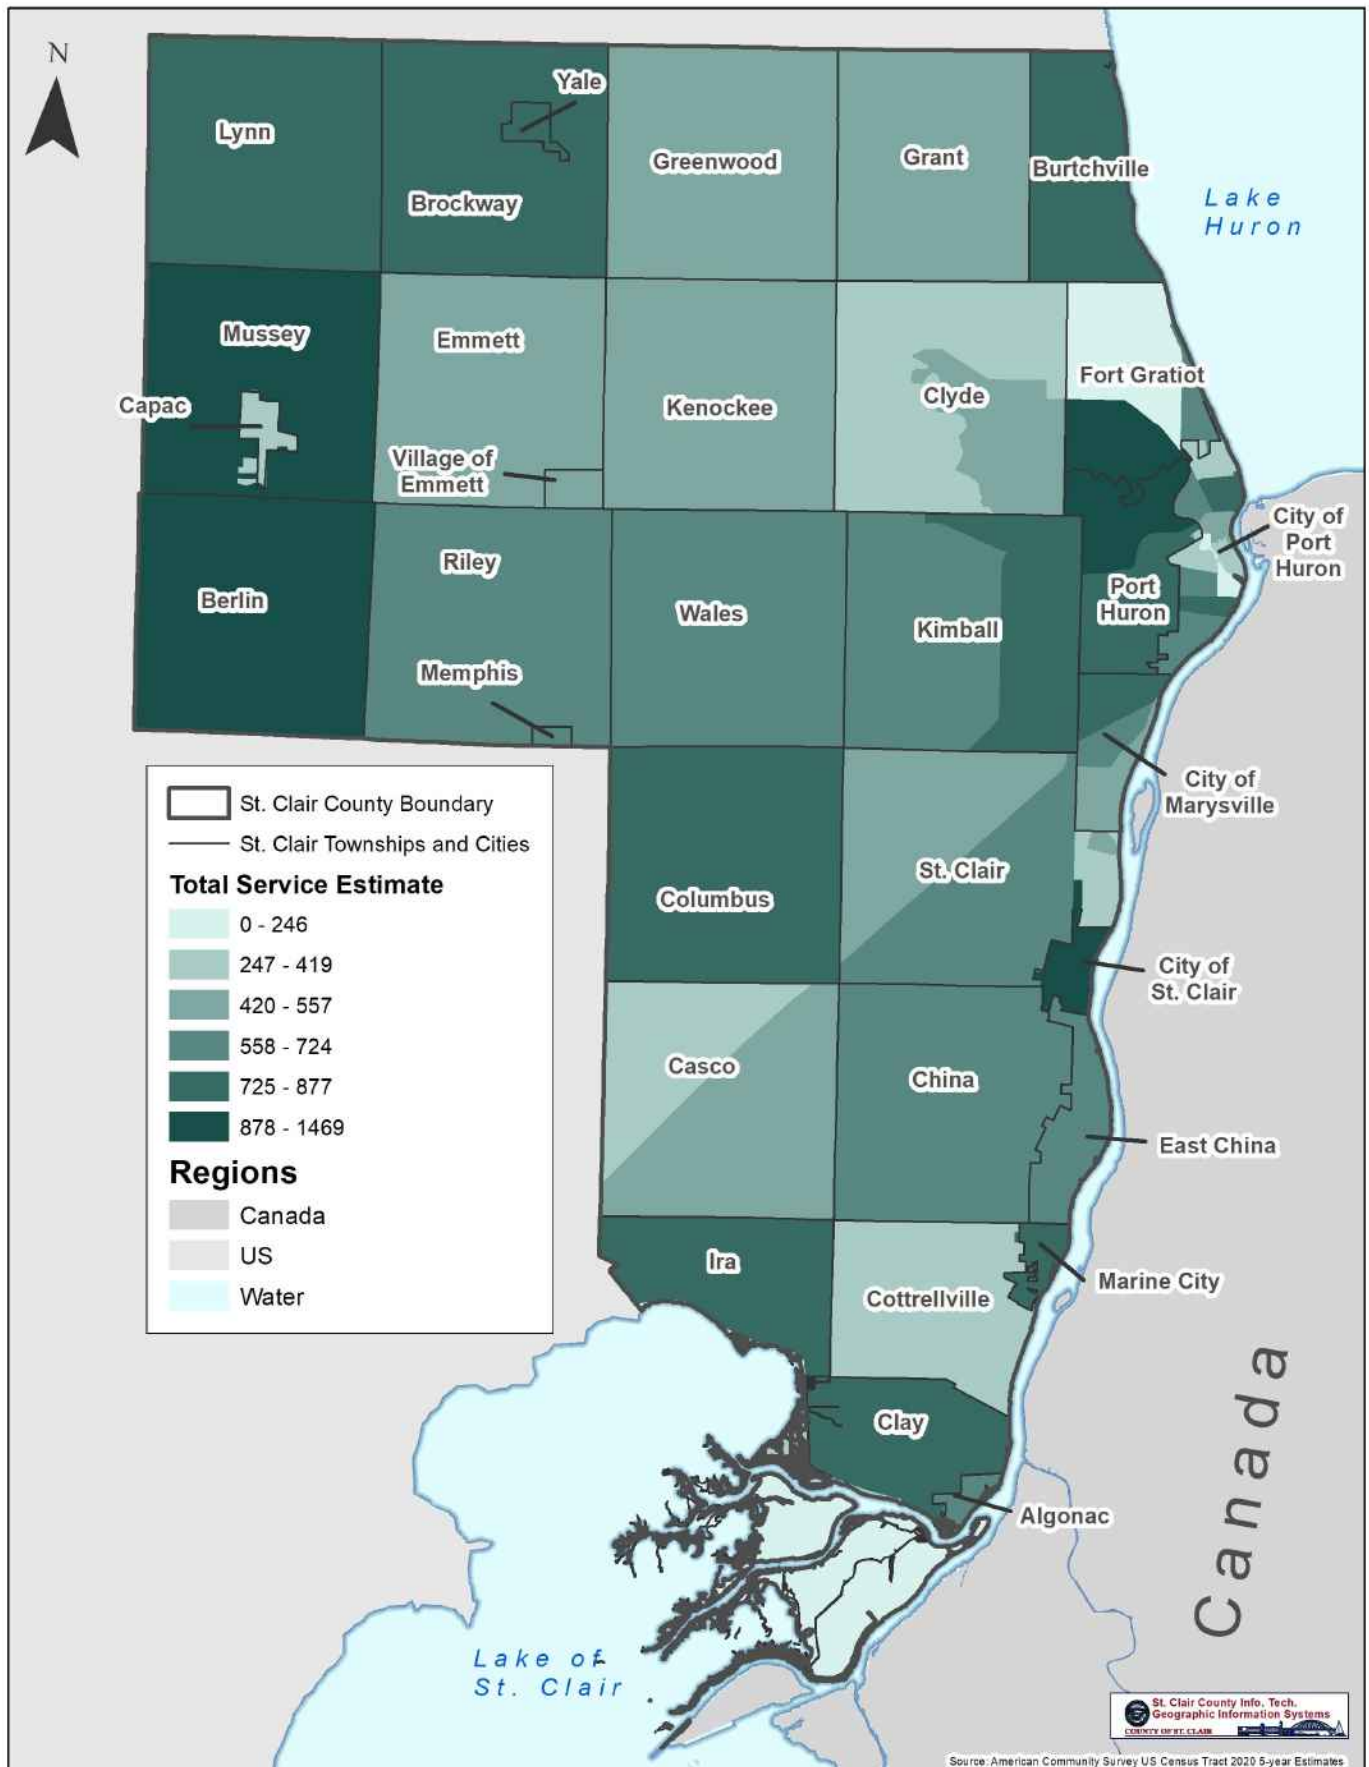 N
Yale
Lynn
Greenwood
Grant
Burtchville
Brockway
Lake
Huron
Mussey
Emmett
Fort Gratiot
Clyde
Capac
Kenockee
Village of
Emmett
City of
Port
Huron
Riley
Berlin
Port
Huron
Wales
Kimball
Memphis
City of
Marysville
St. Clair County Boundary
St. Clair Townships and Cities
Total Service Estimate
0 - 246
247 - 419
420 - 557
558 - 724
725 - 877
878 - 1469
Regions
Canada
US
Water
St. Clair
Columbus
City of
St. Clair
Casco
China
East China
Ira
Marine City
Cottrellville
Clay
Algonac
Canada
Lake of
St. Clair
St. Clair County Info. Tech.
Geographic Information Systems
COUNTY OF ST. CLAIR
Source: American Community Survey US Census Tract 2020 5-year Estimates